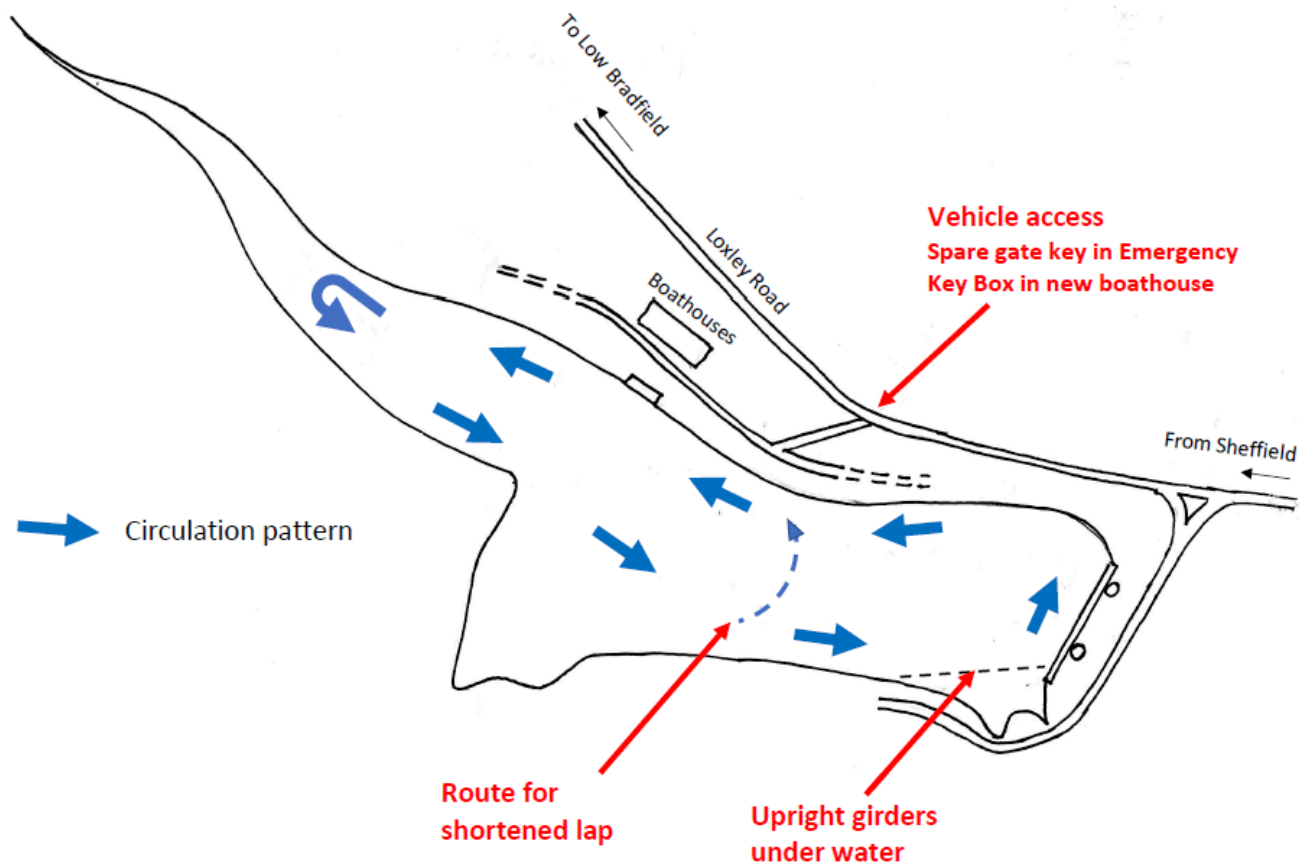 To Low Bradfield
Loxley Road
Boathouses
Vehicle access
Spare gate key in Emergency
Key Box in new boathouse
From Sheffield
Circulation pattern
Route for
shortened lap
Upright girders
under water